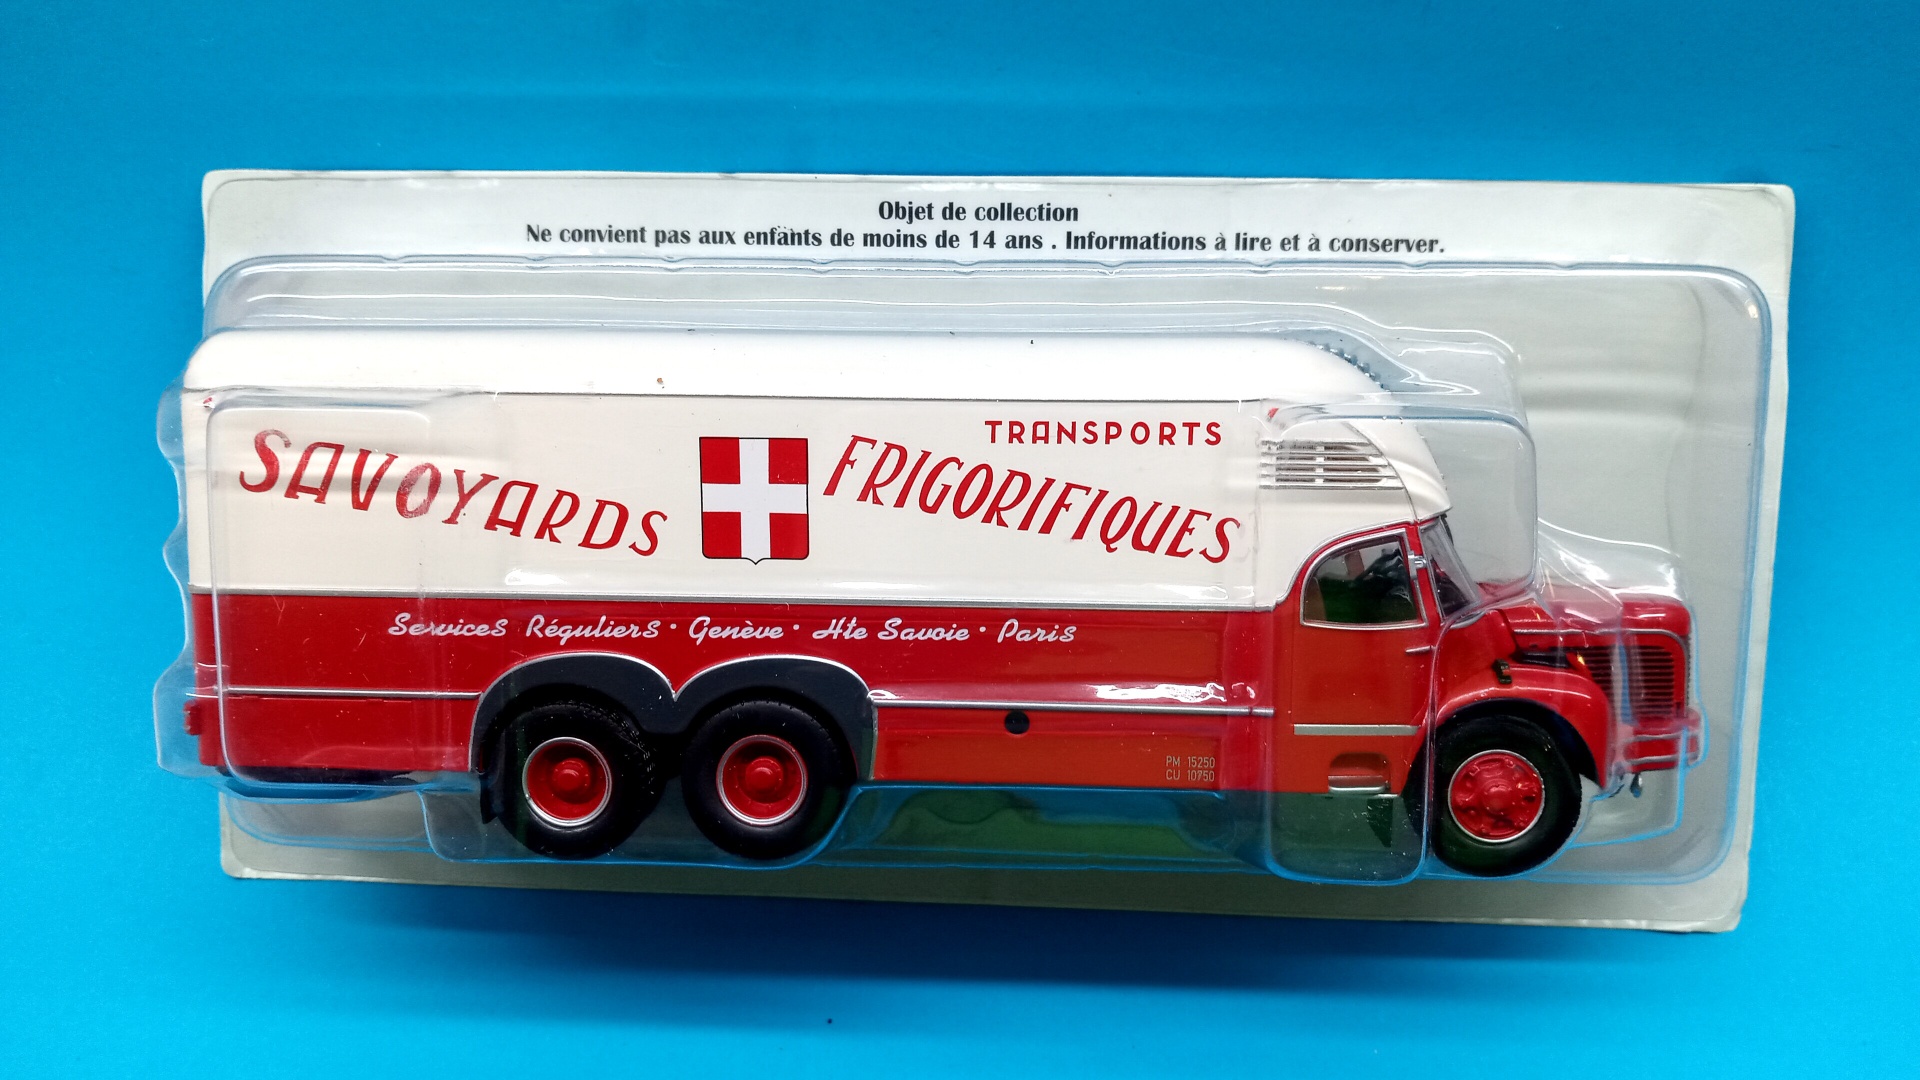 Objet de collection
Ne convient pas aux enfants de moins de 14 ans . Informations à lire et à conserver.
TRANSPORTS
SAVOYARDS FRIGORIFIQUES
Services Réguliers · Genève · Hte Savoie · Paris
PM 15250
CU 10750